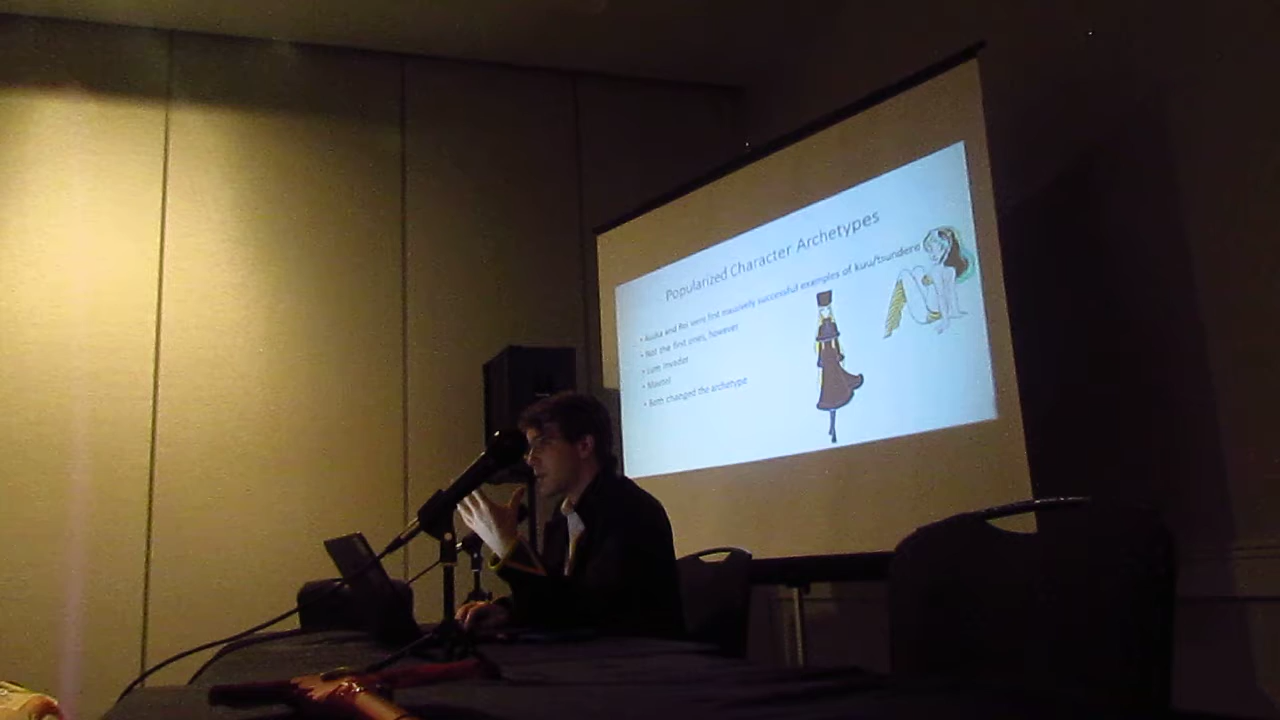 Popularized Character Archetypes
• Asuka and Rei were first massively successful examples of kuu/tsundere
• Not the first ones, however
• Lum Invader
• Maetel
• Both changed the archetype